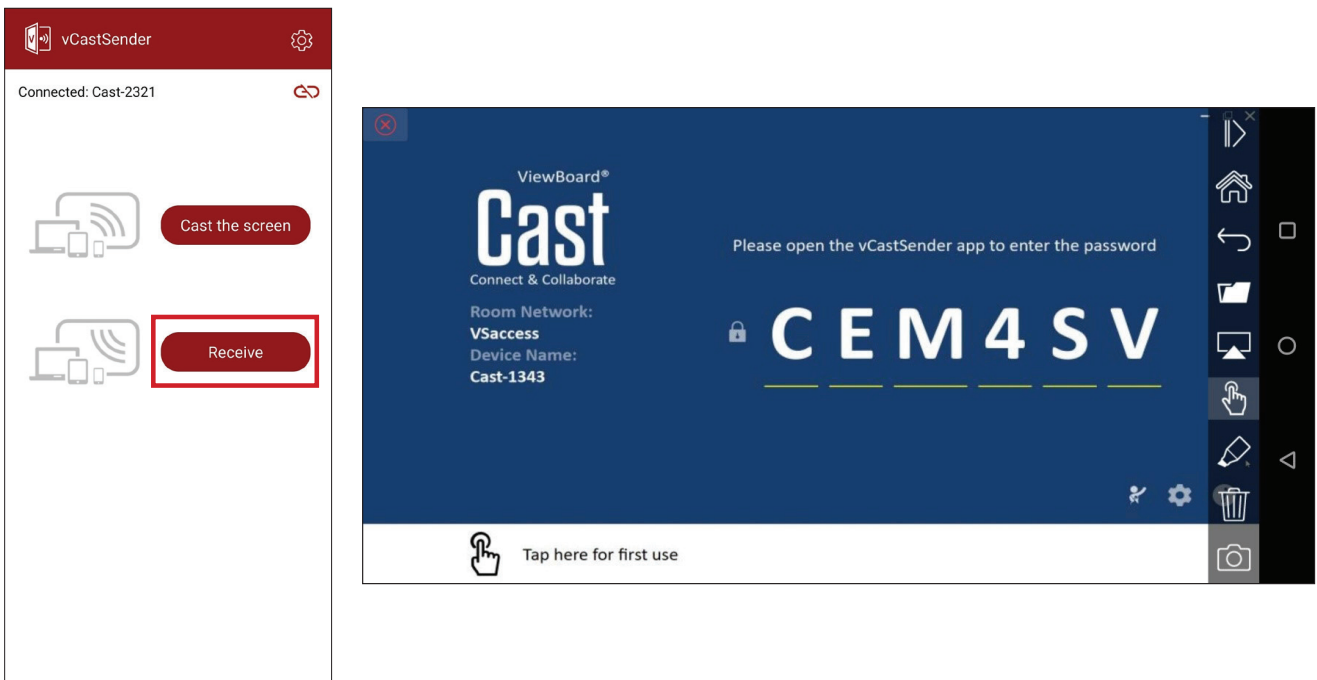 vCastSender
Connected: Cast-2321
Cast the screen
Receive
ViewBoard®
Cast
Connect & Collaborate
Room Network:
VSaccess
Device Name:
Cast-1343
Please open the vCastSender app to enter the password
C E M 4 S V
Tap here for first use